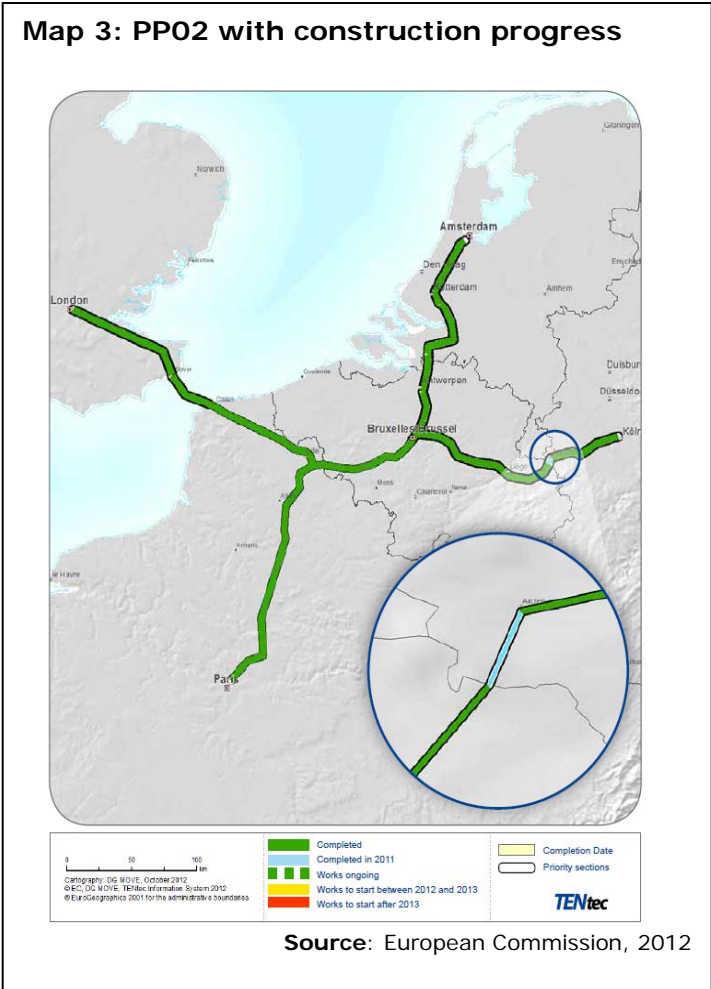 Map 3: PP02 with construction progress
Groningen
Norwich
Amsterdam
Den Haag
Enschede
Felixstowe
Rotterdam
Arnhem
London
Duisburg
Dover
Oostende
Antwerpen
Düsseldorf
Calais
Bruxelles Brussel
Köln
Lille
Liège
Mons
Charleroi
Namur
Amiens
le Havre
Aachen
Paris
0 50 100
km
Cartography: DG MOVE, October 2012
© EC, DG MOVE, TENtec Information System 2012
© EuroGeographics 2001 for the administrative boundaries
Completed
Completed in 2011
Works ongoing
Works to start between 2012 and 2013
Works to start after 2013
Completion Date
Priority sections
TENtec
Source: European Commission, 2012